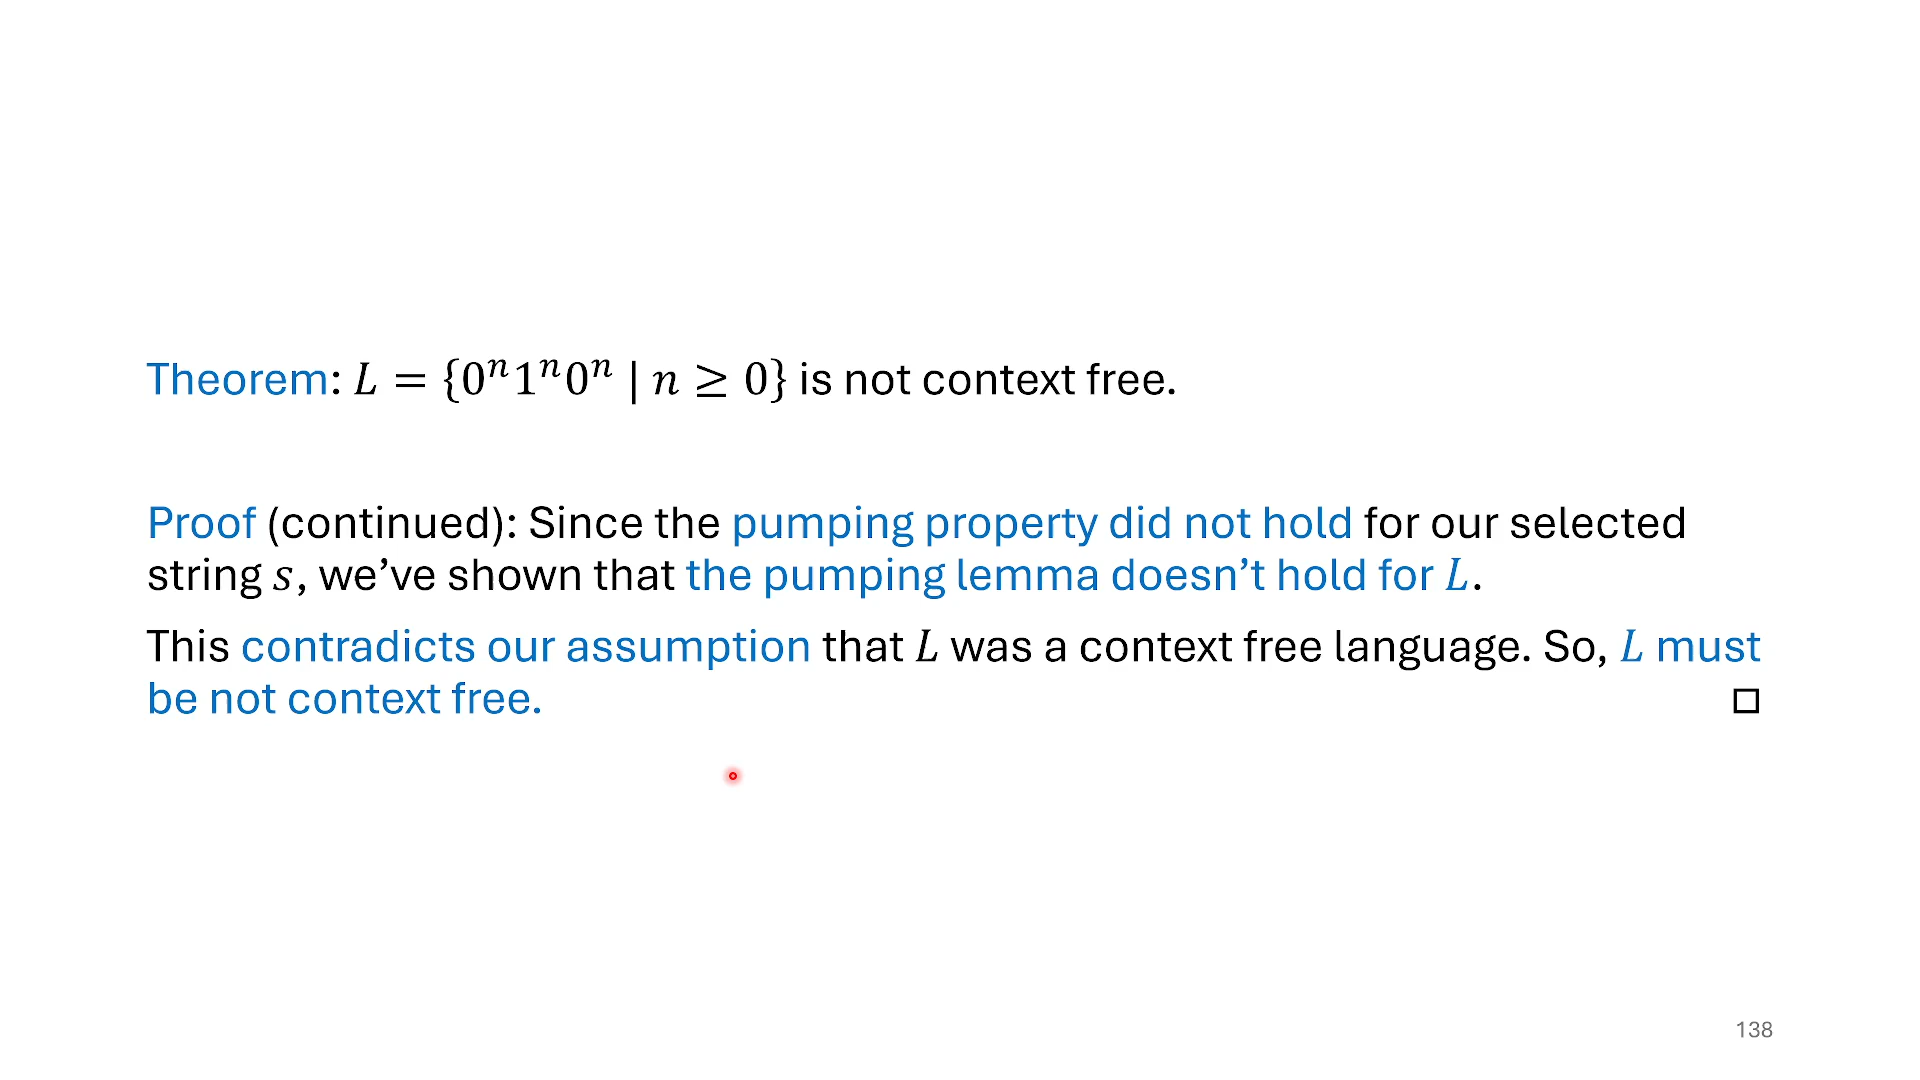 Theorem: 𝐿 = {0ⁿ1ⁿ0ⁿ | 𝑛 ≥ 0} is not context free.
Proof (continued): Since the pumping property did not hold for our selected
string 𝑠, we’ve shown that the pumping lemma doesn’t hold for 𝐿.
This contradicts our assumption that 𝐿 was a context free language. So, 𝐿 must
be not context free. □
138